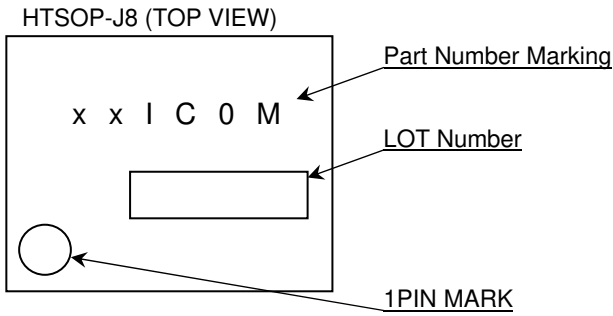 HTSOP-J8 (TOP VIEW)
Part Number Marking
x x I C 0 M
LOT Number
1PIN MARK